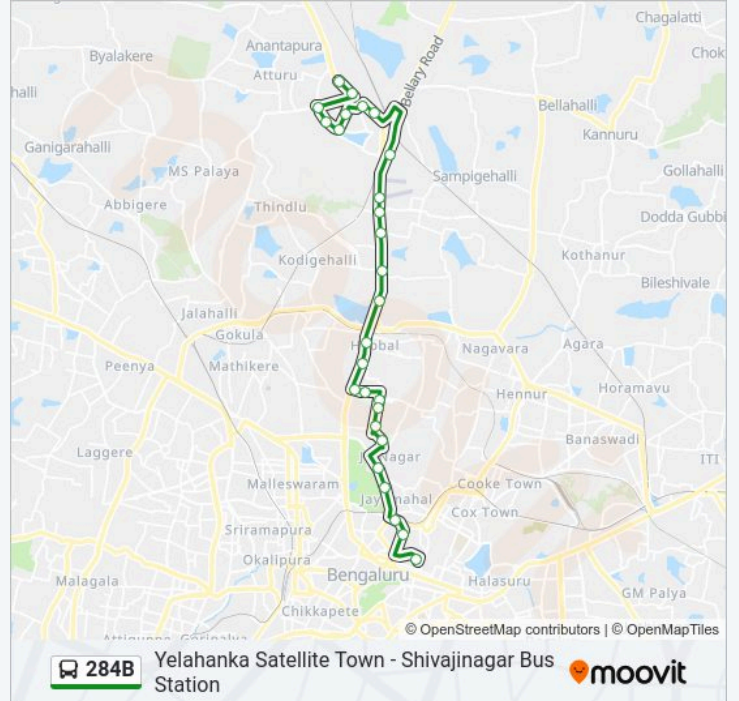 Chagalatti
Anantapura
Byalakere
Chok
Atturu
Bellary Road
halli
Bellahalli
Kannuru
Ganigarahalli
MS Palaya
Sampigehalli
Gollahalli
Abbigere
Thindlu
Dodda Gubbi
Kothanur
Kodigehalli
Bileshivale
Jalahalli
Gokula
Nagavara
Agara
Peenya
Mathikere
Hennur
Horamavu
Banaswadi
Laggere
ITI
Malleswaram
Cooke Town
Cox Town
Sriramapura
Okalipura
Bengaluru
Halasuru
Malagala
GM Palya
Chikkapete
© OpenStreetMap contributors | © OpenMapTiles
284B
Yelahanka Satellite Town - Shivajinagar Bus
Station
moovit